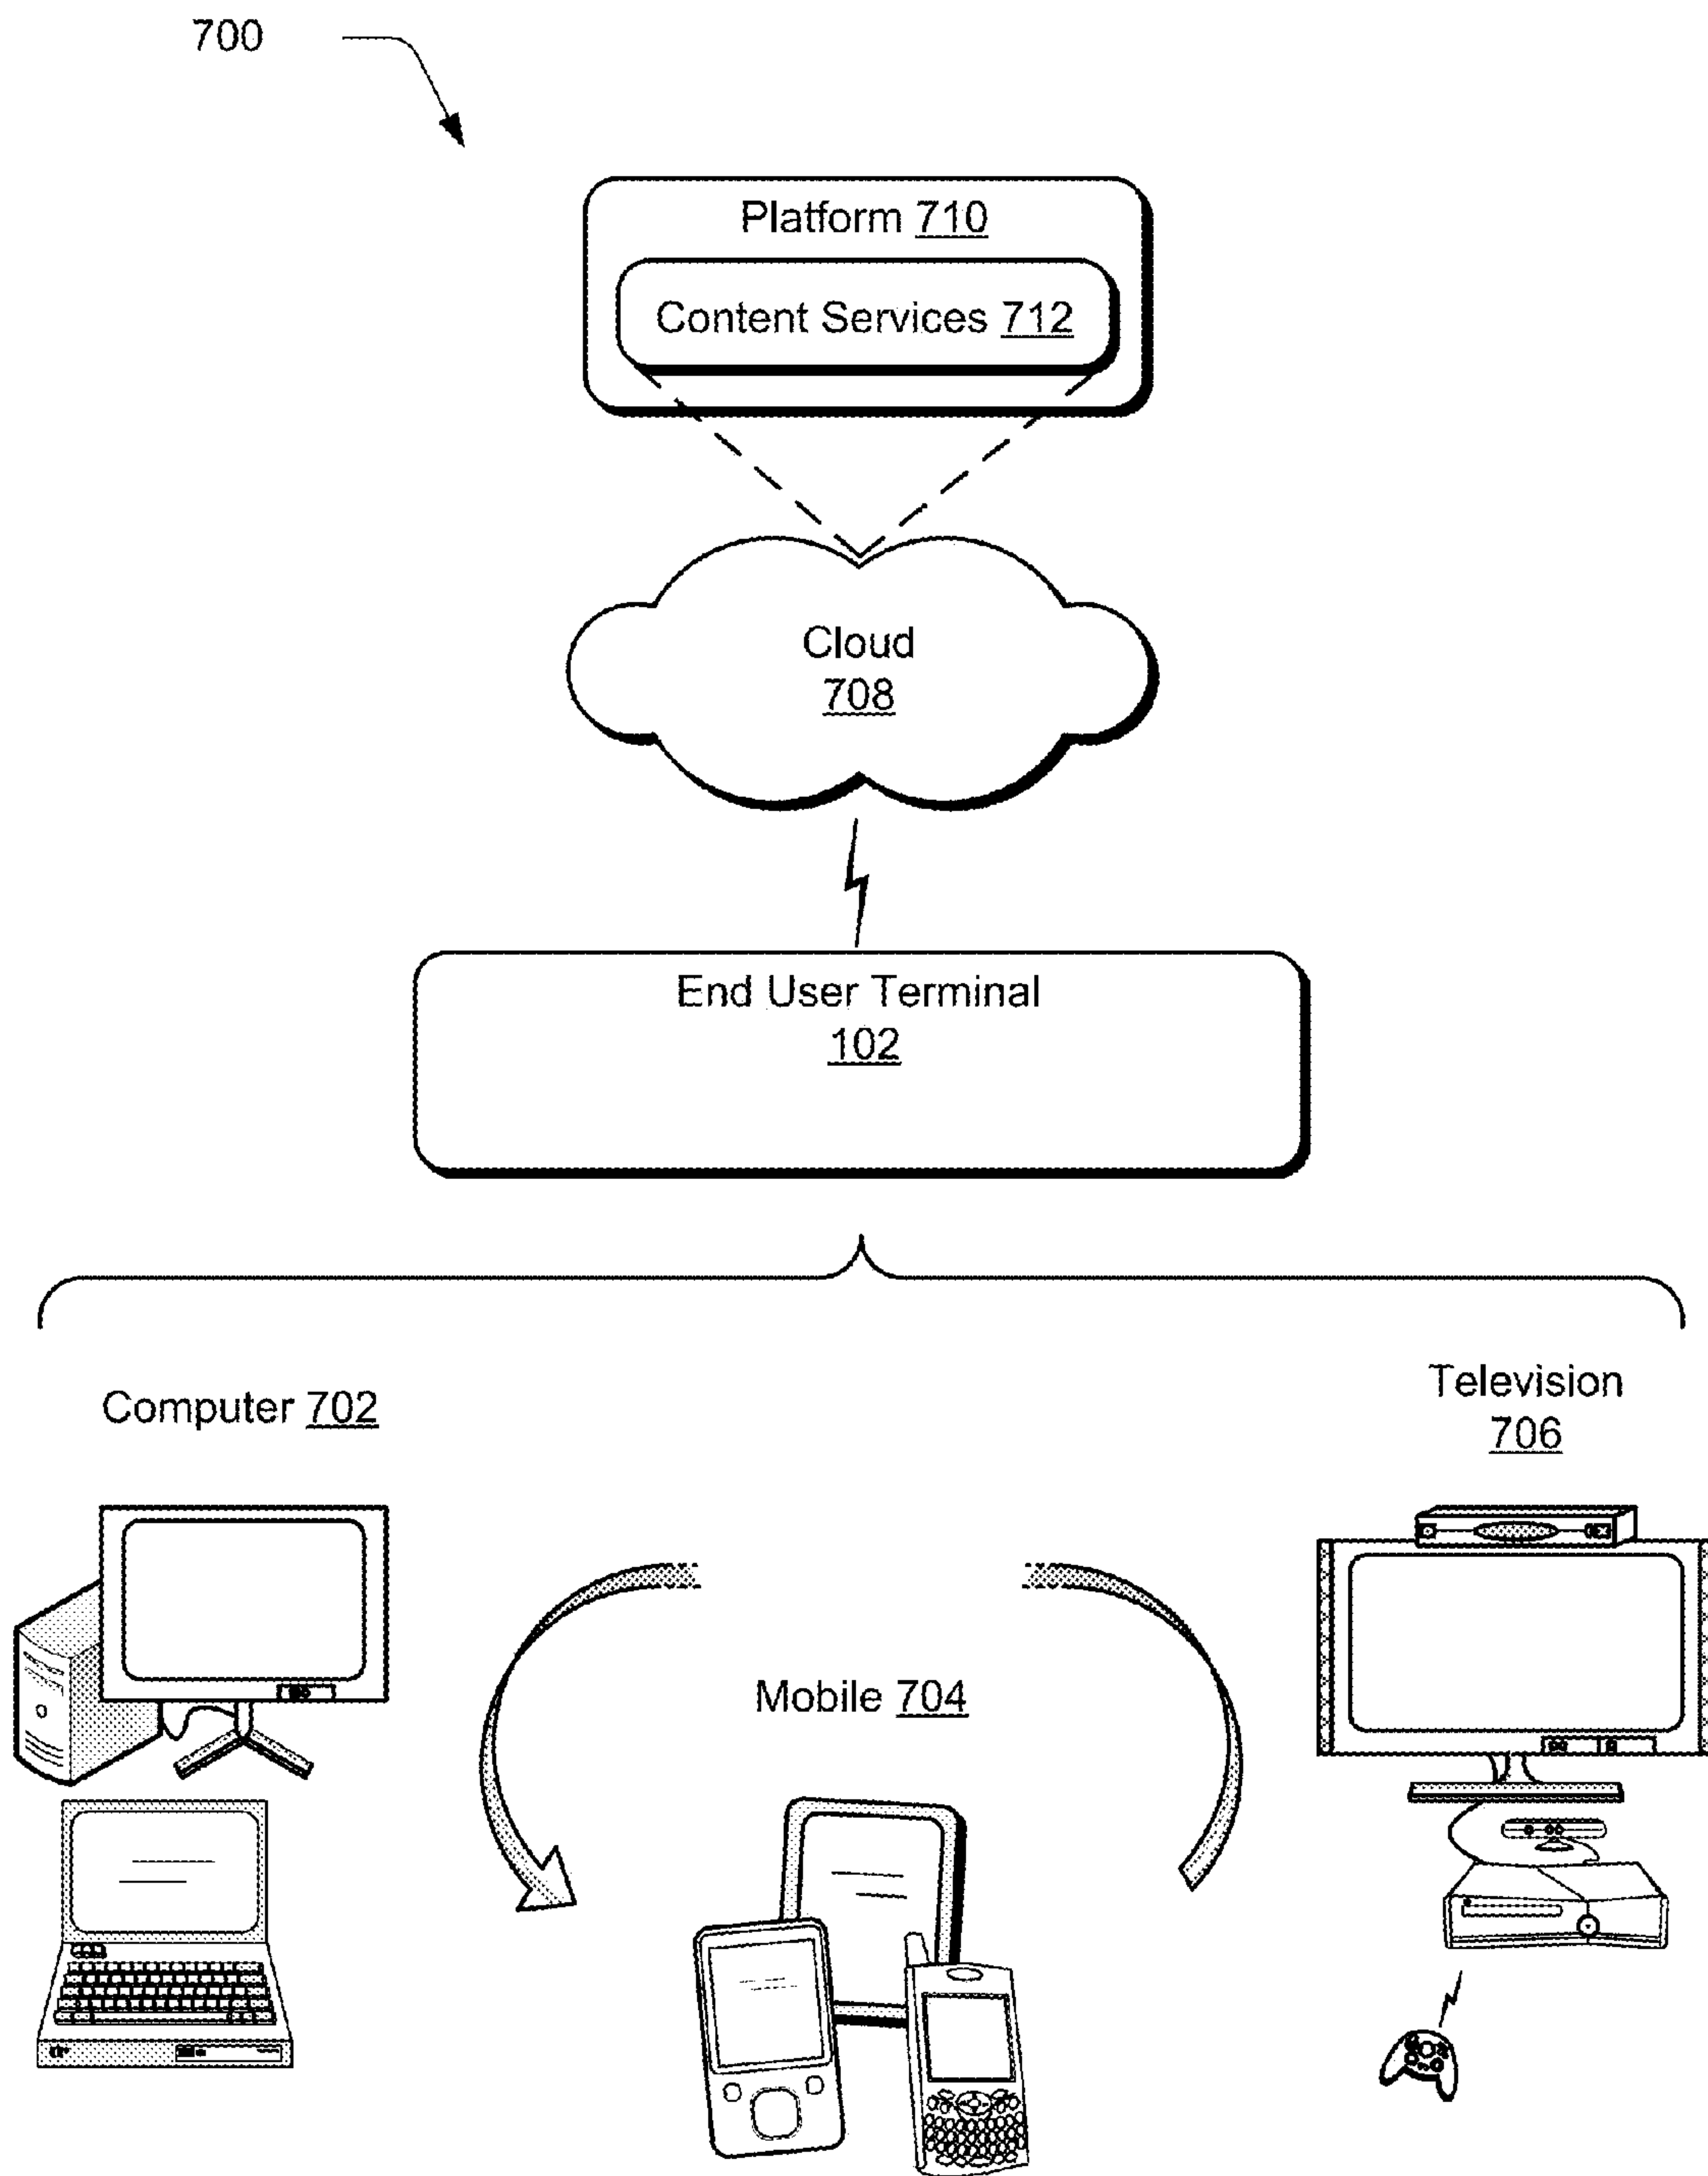 700
Platform 710
Content Services 712
Cloud
708
End User Terminal
102
Computer 702
Television
706
Mobile 704